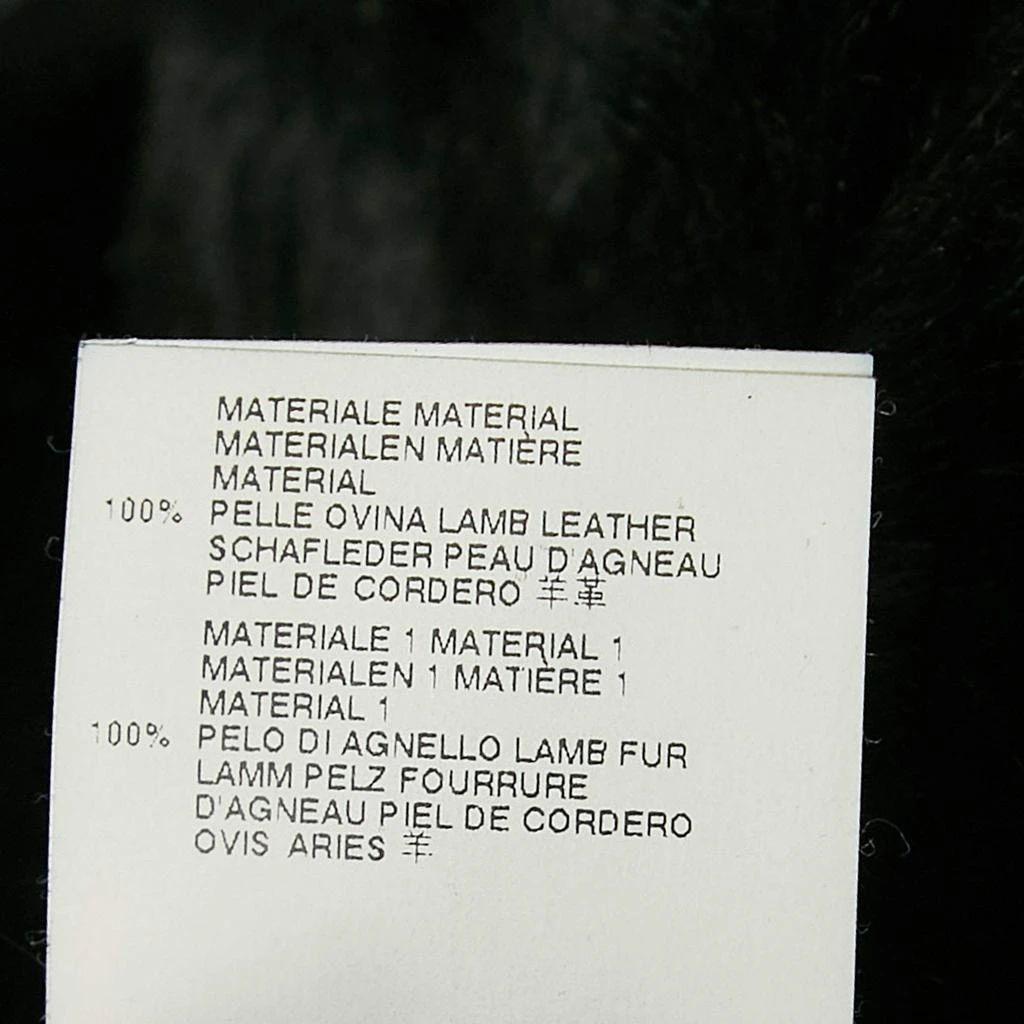 MATERIALE MATERIAL
MATERIALEN MATIÈRE
MATERIAL
100% PELLE OVINA LAMB LEATHER
SCHAFLEDER PEAU D'AGNEAU
PIEL DE CORDERO 羊革
MATERIALE 1 MATERIAL 1
MATERIALEN 1 MATIÈRE 1
MATERIAL 1
100% PELO DI AGNELLO LAMB FUR
LAMM PELZ FOURRURE
D'AGNEAU PIEL DE CORDERO
OVIS ARIES 羊